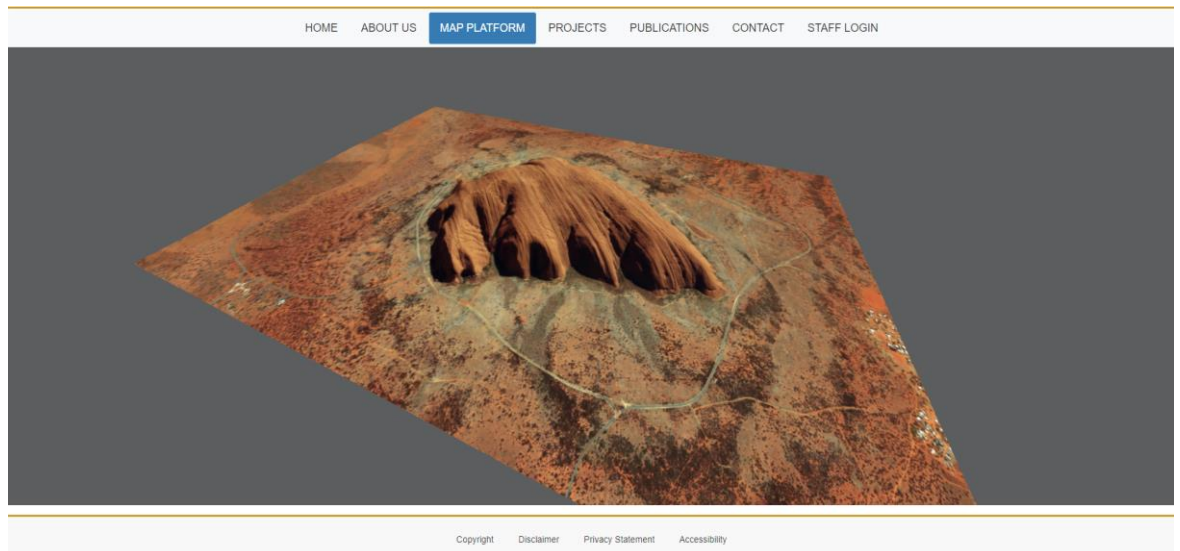 HOME ABOUT US MAP PLATFORM PROJECTS PUBLICATIONS CONTACT STAFF LOGIN
Copyright Disclaimer Privacy Statement Accessibility